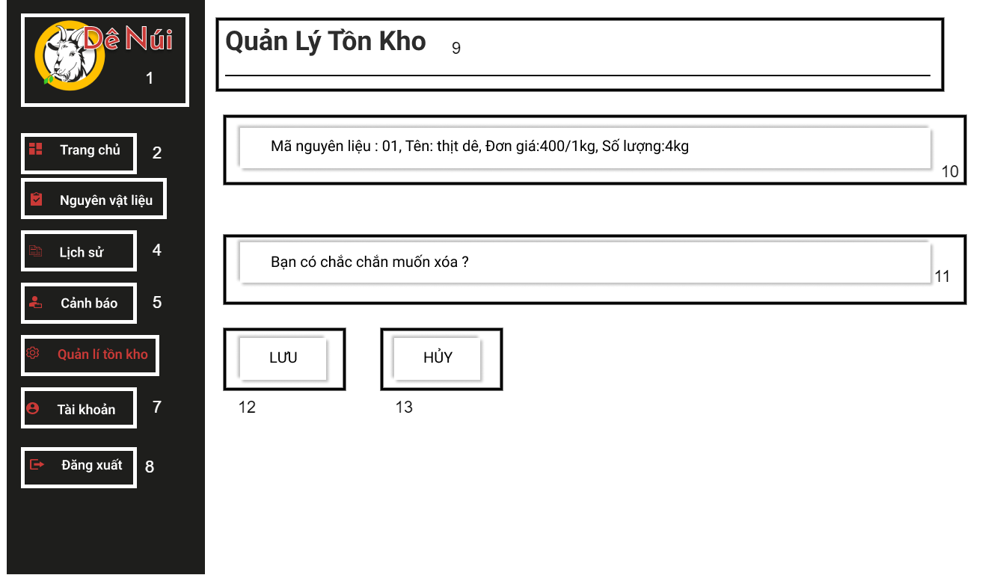 Dê Núi
1
Trang chủ
2
Nguyên vật liệu
Lịch sử
4
Cảnh báo
5
Quản lí tồn kho
Tài khoản
7
Đăng xuất
8
Quản Lý Tồn Kho
9
Mã nguyên liệu : 01, Tên: thịt dê, Đơn giá:400/1kg, Số lượng:4kg
10
Bạn có chắc chắn muốn xóa ?
11
LƯU
HỦY
12
13